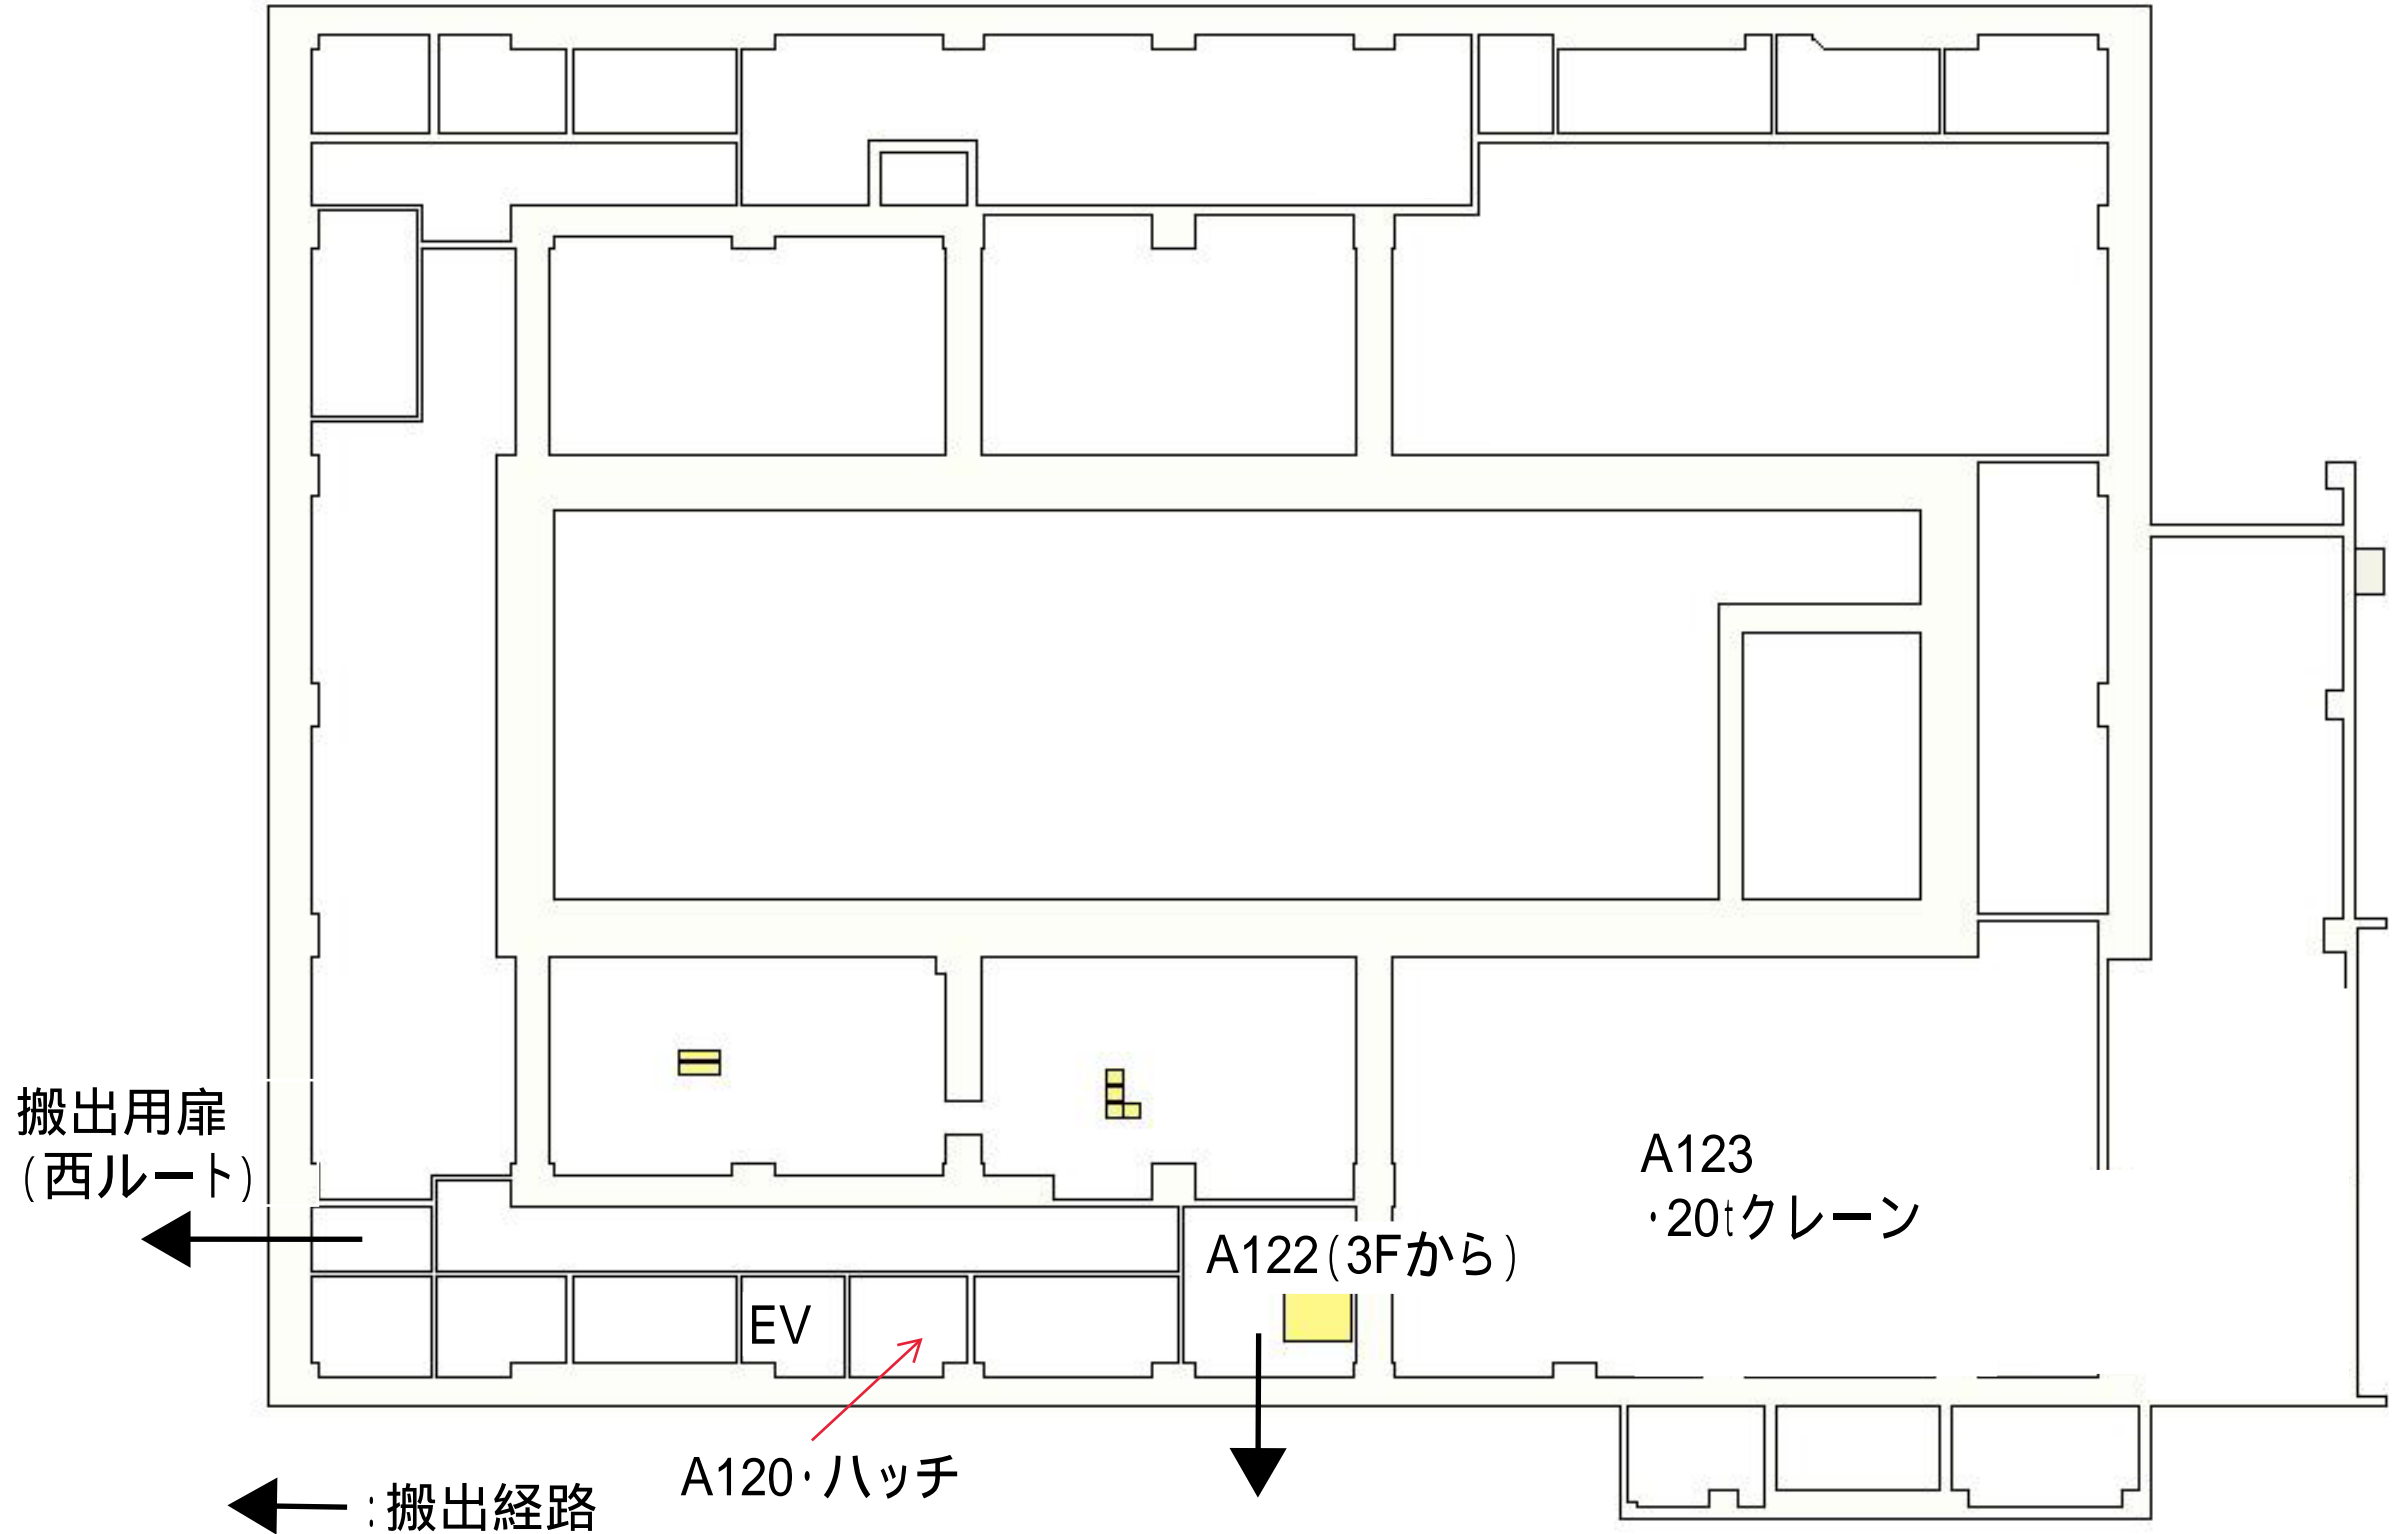 搬出用扉
(西ルート)
A123
・20tクレーン
A122(3Fから)
EV
A120・ハッチ
:搬出経路